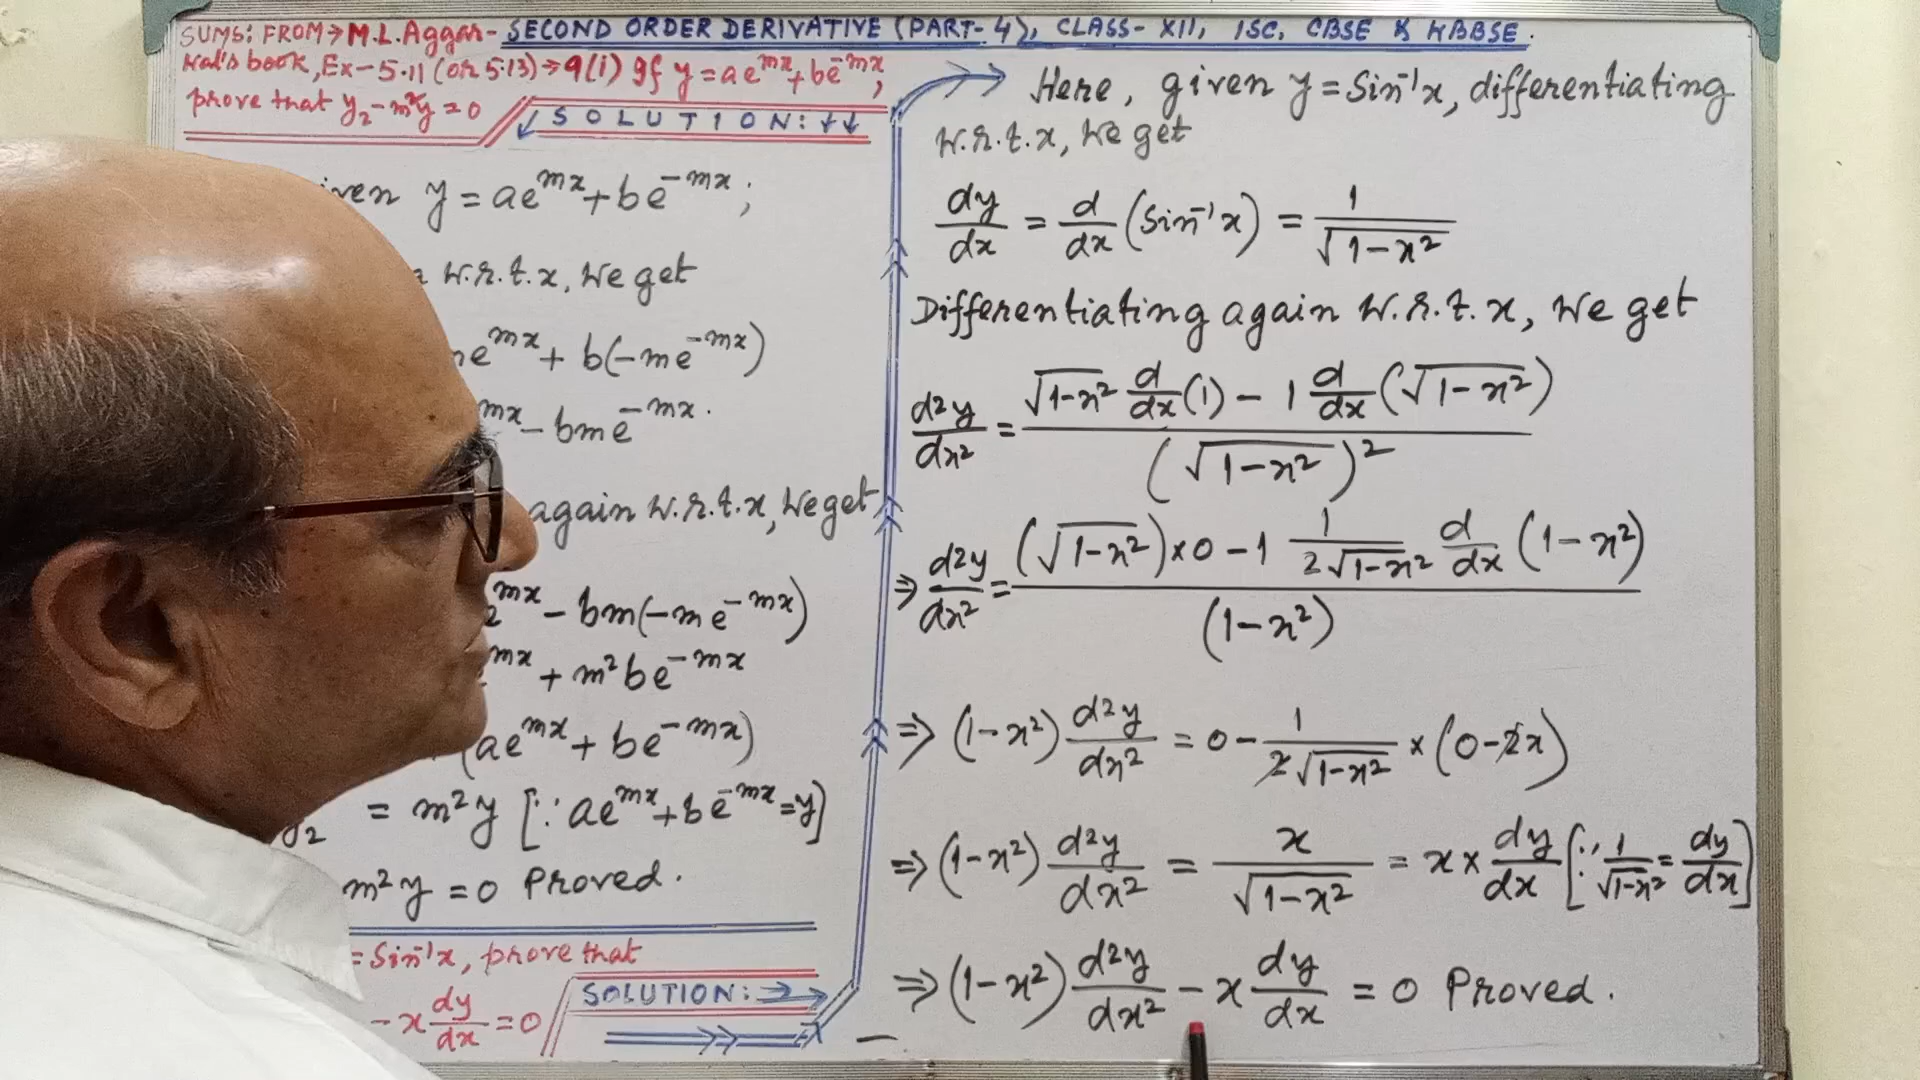 SUMS: FROM→M.L.Aggar- SECOND ORDER DERIVATIVE (PART-4), CLASS-XII, ISC, CBSE & WBBSE.
wal's book, Ex-5.11 (or 5.13)→9(i) If y=ae^mx+be^-mx,
prove that y₂-m²y=0
SOLUTION:↓↓
iven y=ae^mx+be^-mx;
w.r.t.x, we get
e^mx+b(-me^-mx)
mx-bme^-mx.
again w.r.t.x, we get
mx-bm(-me^-mx)
mx+m²be^-mx
(ae^mx+be^-mx)
=m²y [∵ae^mx+be^-mx=y]
m²y=0 Proved.
=Sin⁻¹x, prove that
-x dy/dx=0
SOLUTION:→
→ Here, given y=Sin⁻¹x, differentiating
w.r.t.x, we get
dy/dx = d/dx (Sin⁻¹x) = 1/√(1-x²)
Differentiating again w.r.t.x, we get
d²y/dx² = (√(1-x²) d/dx(1) - 1 d/dx(√(1-x²)))/(√(1-x²))²
⇒ d²y/dx² = ((√(1-x²))×0-1 1/(2√(1-x²)) d/dx(1-x²))/(1-x²)
⇒ (1-x²) d²y/dx² = 0 - 1/(2√(1-x²)) × (0-2x)
⇒ (1-x²) d²y/dx² = x/√(1-x²) = x× dy/dx [∵ 1/√(1-x²) = dy/dx]
⇒ (1-x²) d²y/dx² - x dy/dx = 0 Proved.